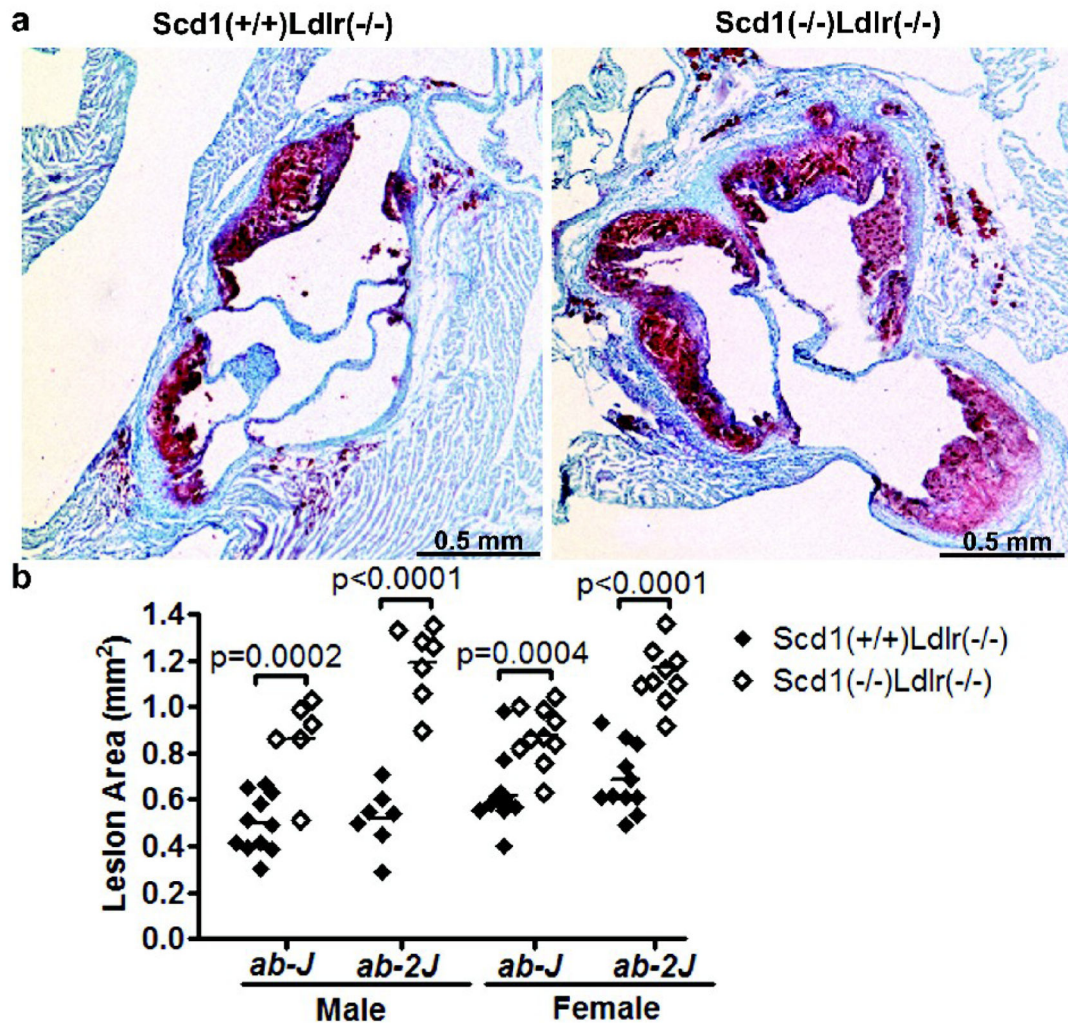 a
Scd1(+/+)Ldlr(-/-)
Scd1(-/-)Ldlr(-/-)
0.5 mm
0.5 mm
b
p<0.0001
p<0.0001
p=0.0002
p=0.0004
Lesion Area (mm²)
1.4
1.2
1.0
0.8
0.6
0.4
0.2
0.0
Scd1(+/+)Ldlr(-/-)
Scd1(-/-)Ldlr(-/-)
ab-J
ab-2J
ab-J
ab-2J
Male
Female